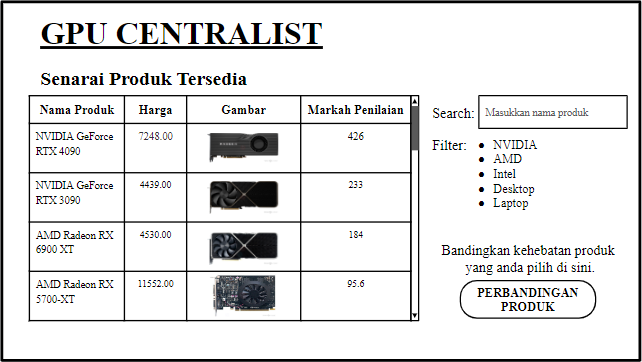 GPU CENTRALIST
Senarai Produk Tersedia
Nama Produk Harga Gambar Markah Penilaian
NVIDIA GeForce RTX 4090 7248.00 426
NVIDIA GeForce RTX 3090 4439.00 233
AMD Radeon RX 6900 XT 4530.00 184
AMD Radeon RX 5700-XT 11552.00 95.6
Search: Masukkan nama produk
Filter:
• NVIDIA
• AMD
• Intel
• Desktop
• Laptop
Bandingkan kehebatan produk
yang anda pilih di sini.
PERBANDINGAN
PRODUK